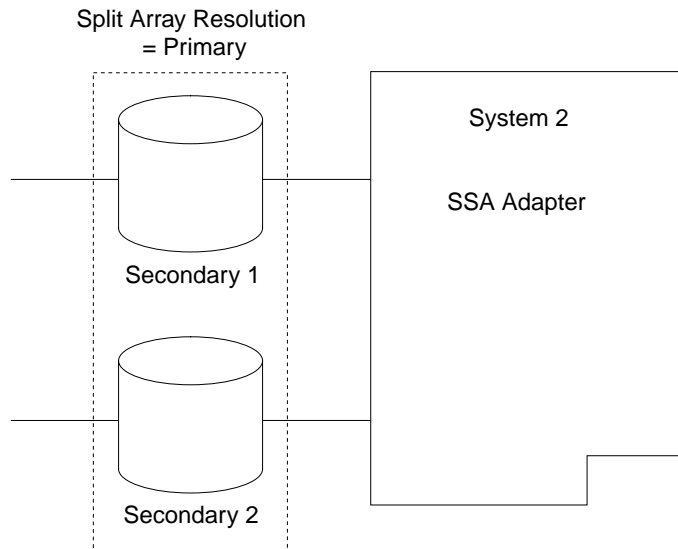 Split Array Resolution
= Primary
System 2
SSA Adapter
Secondary 1
Secondary 2